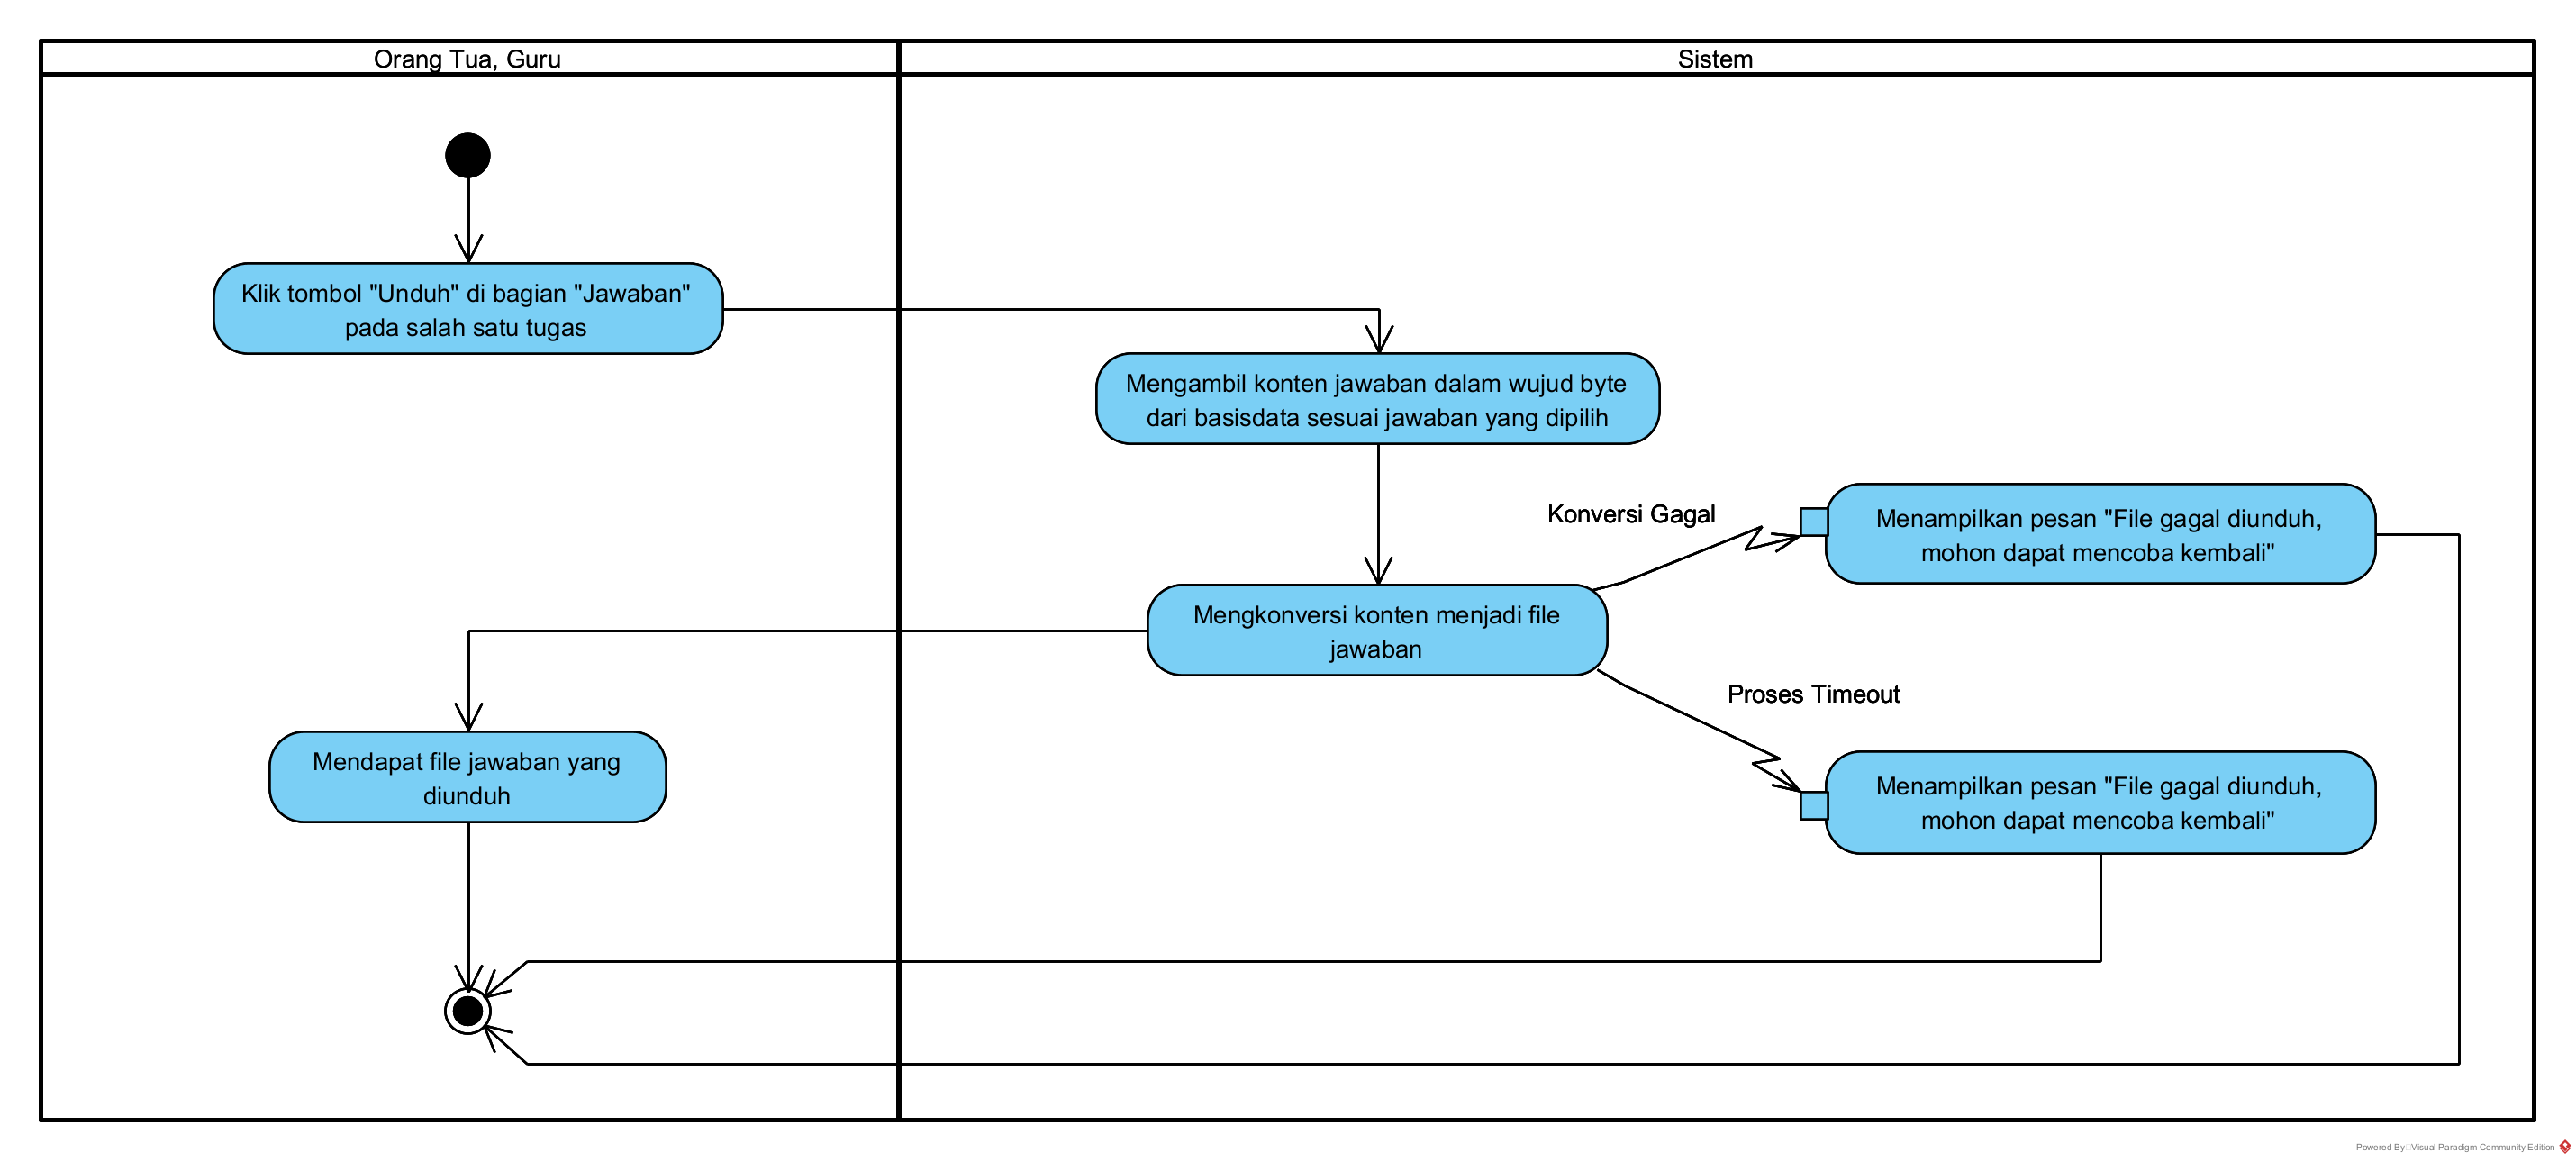 Orang Tua, Guru
Sistem
Klik tombol "Unduh" di bagian "Jawaban"
pada salah satu tugas
Mengambil konten jawaban dalam wujud byte
dari basisdata sesuai jawaban yang dipilih
Konversi Gagal
Menampilkan pesan "File gagal diunduh,
mohon dapat mencoba kembali"
Mengkonversi konten menjadi file
jawaban
Proses Timeout
Mendapat file jawaban yang
diunduh
Menampilkan pesan "File gagal diunduh,
mohon dapat mencoba kembali"
Powered By: Visual Paradigm Community Edition